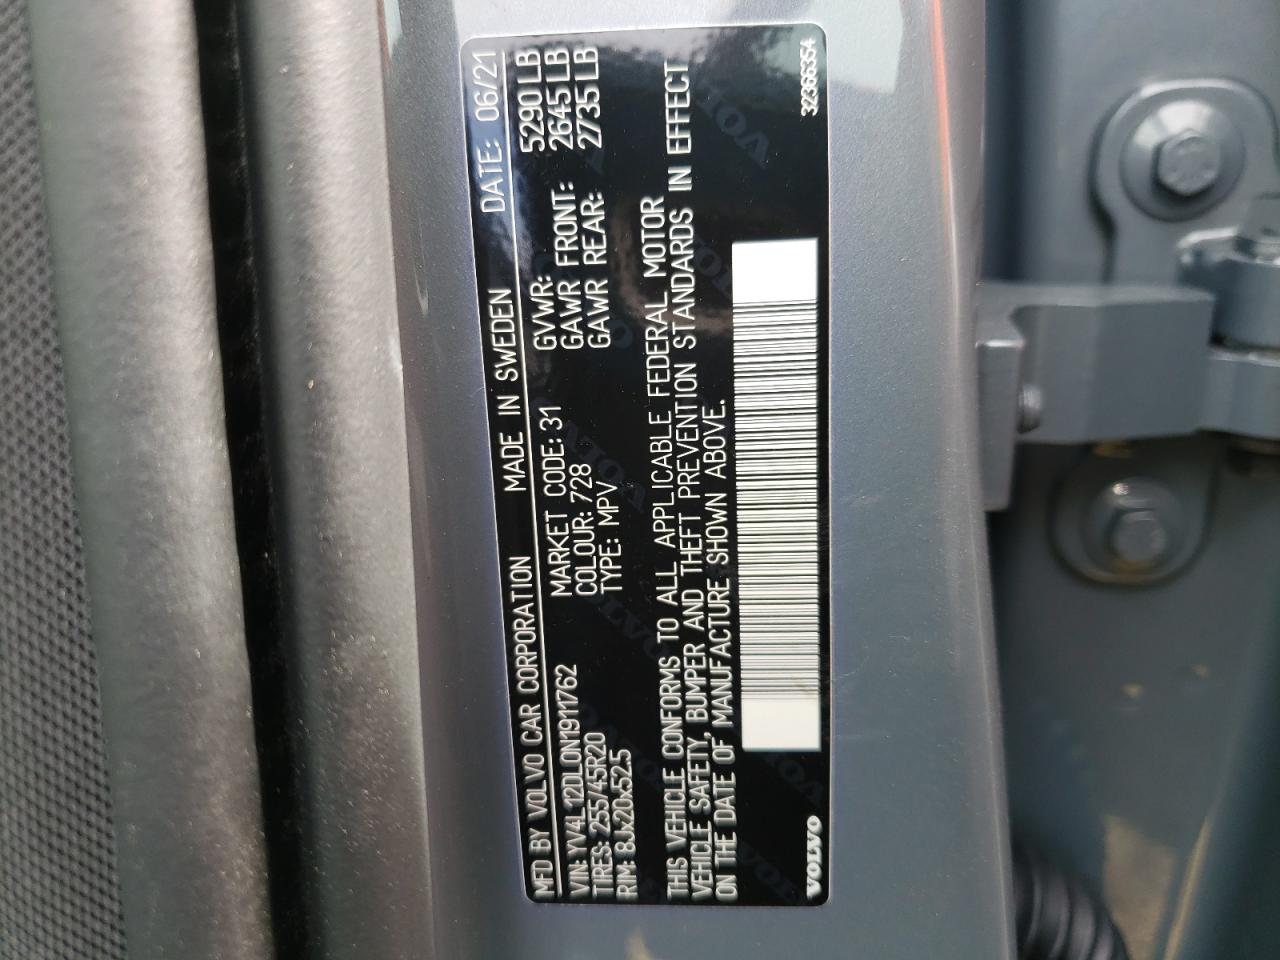 MFD BY VOLVO CAR CORPORATION MADE IN SWEDEN DATE: 06/21
VIN: YV4L12DL0N1911762 MARKET CODE: 31 GVWR: 5290 LB
TIRES: 255/45R20 COLOUR: 728 GAWR FRONT: 2645 LB
RIM: 8Jx20x52.5 TYPE: MPV GAWR REAR: 2735 LB
THIS VEHICLE CONFORMS TO ALL APPLICABLE FEDERAL MOTOR
VEHICLE SAFETY, BUMPER AND THEFT PREVENTION STANDARDS IN EFFECT
ON THE DATE OF MANUFACTURE SHOWN ABOVE.
VOLVO 32366354